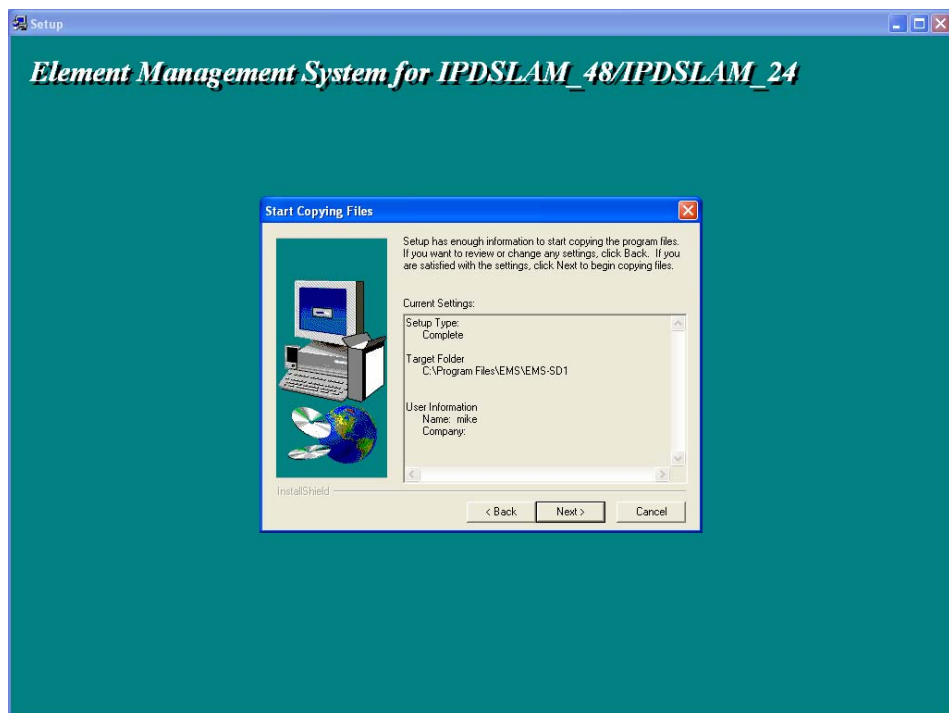 Setup
Element Management System for IPDSLAM_48/IPDSLAM_24
Start Copying Files
Setup has enough information to start copying the program files.
If you want to review or change any settings, click Back. If you
are satisfied with the settings, click Next to begin copying files.
Current Settings:
Setup Type:
Complete
Target Folder
C:\Program Files\EMS\EMS-SD1
User Information
Name: mike
Company:
InstallShield
< Back
Next >
Cancel